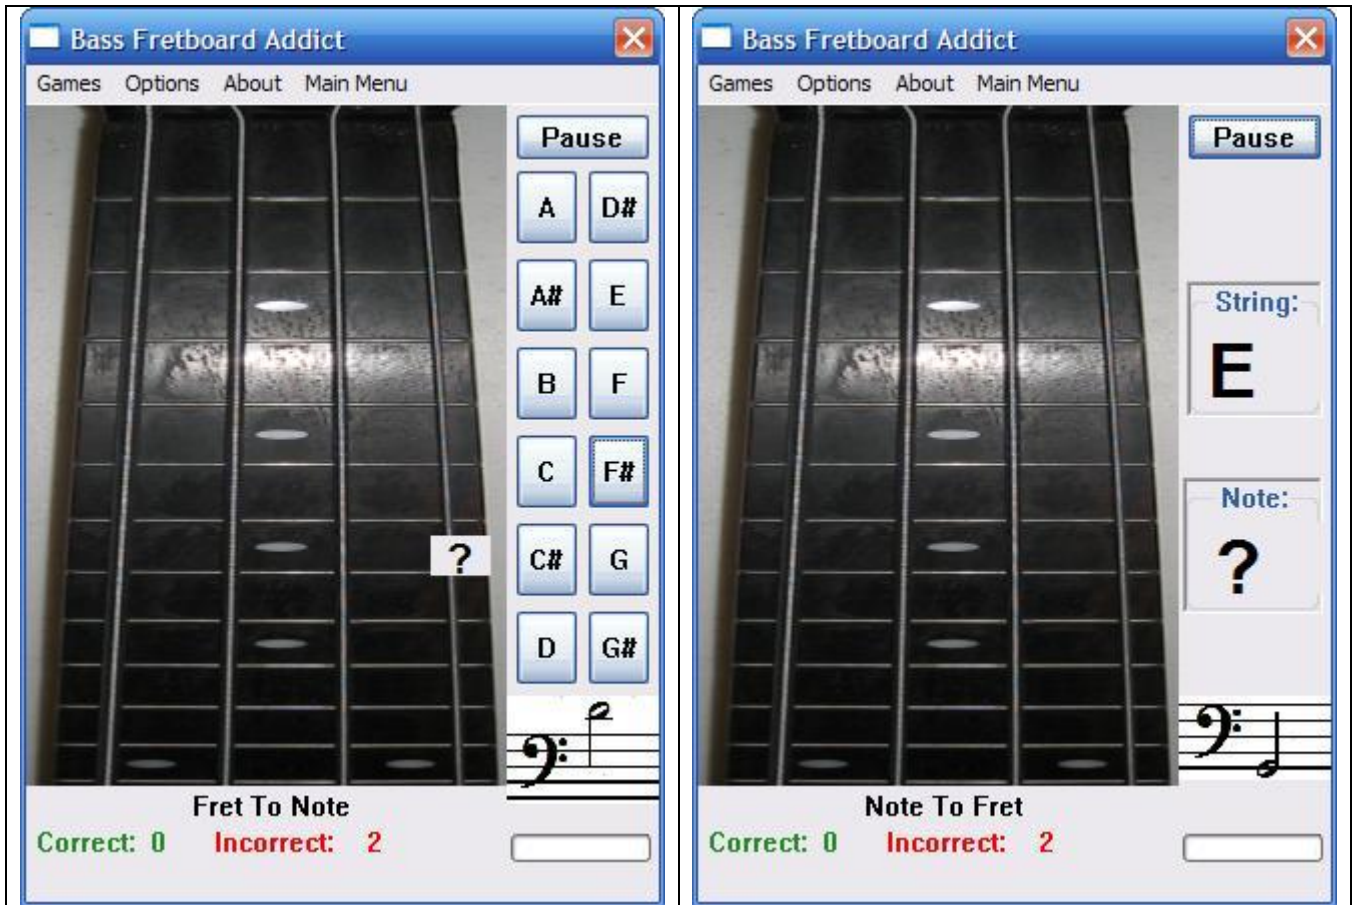 Bass Fretboard Addict
Games Options About Main Menu
Pause
A D#
A# E
B F
C F#
?
C# G
D G#
Fret To Note
Correct: 0 Incorrect: 2
Bass Fretboard Addict
Games Options About Main Menu
Pause
String:
E
Note:
?
Note To Fret
Correct: 0 Incorrect: 2